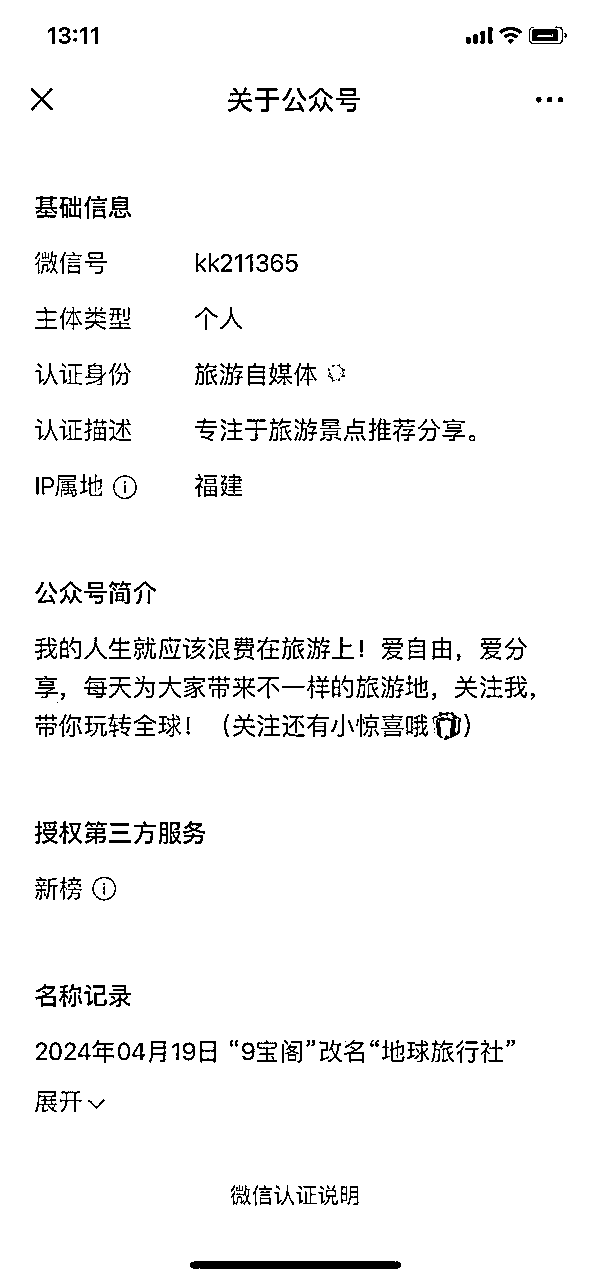 13:11
关于公众号
基础信息
微信号 kk211365
主体类型 个人
认证身份 旅游自媒体
认证描述 专注于旅游景点推荐分享。
IP属地 福建
公众号简介
我的人生就应该浪费在旅游上！爱自由，爱分
享，每天为大家带来不一样的旅游地，关注我，
带你玩转全球！（关注还有小惊喜哦🎁）
授权第三方服务
新榜
名称记录
2024年04月19日 “9宝阁”改名“地球旅行社”
展开
微信认证说明